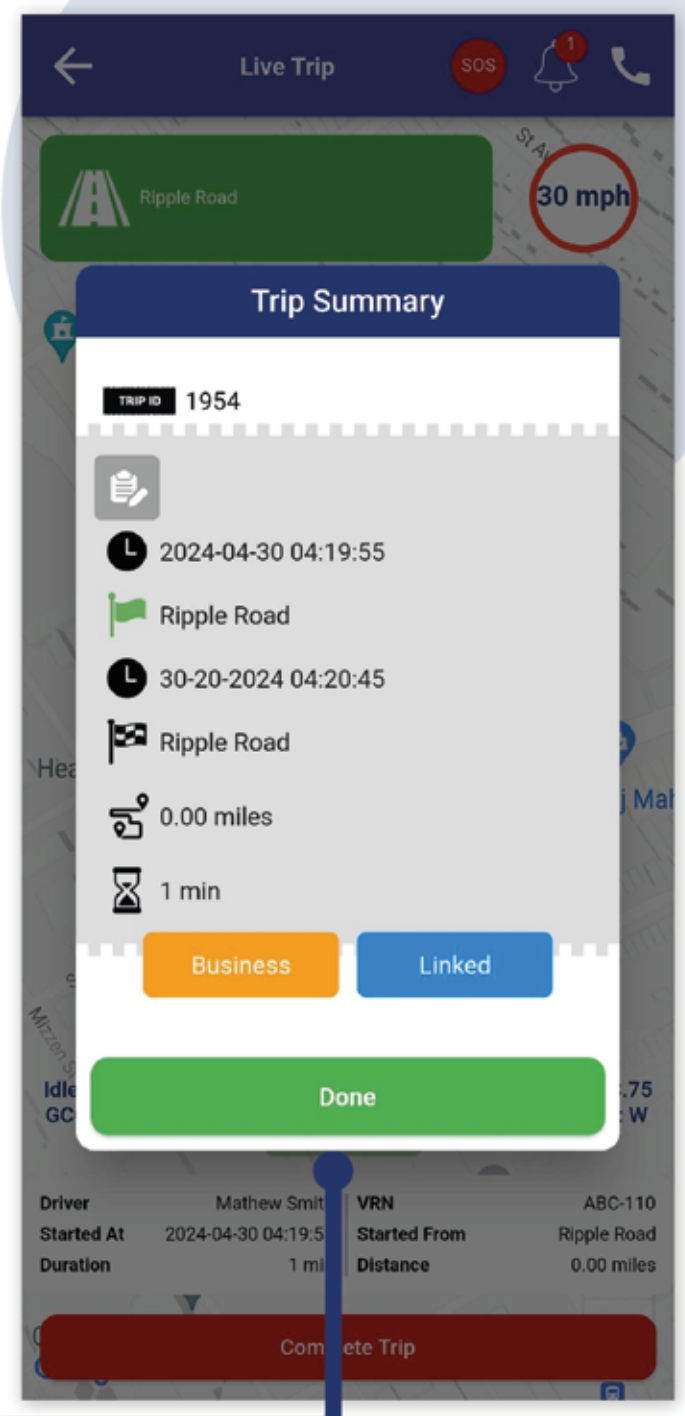 Live Trip
SOS
1
Ripple Road
30 mph
Trip Summary
TRIP ID 1954
2024-04-30 04:19:55
Ripple Road
30-20-2024 04:20:45
Ripple Road
0.00 miles
1 min
Business Linked
Done
Idle .75
GC : W
Driver Mathew Smit VRN ABC-110
Started At 2024-04-30 04:19:5 Started From Ripple Road
Duration 1 mi Distance 0.00 miles
Com ete Trip